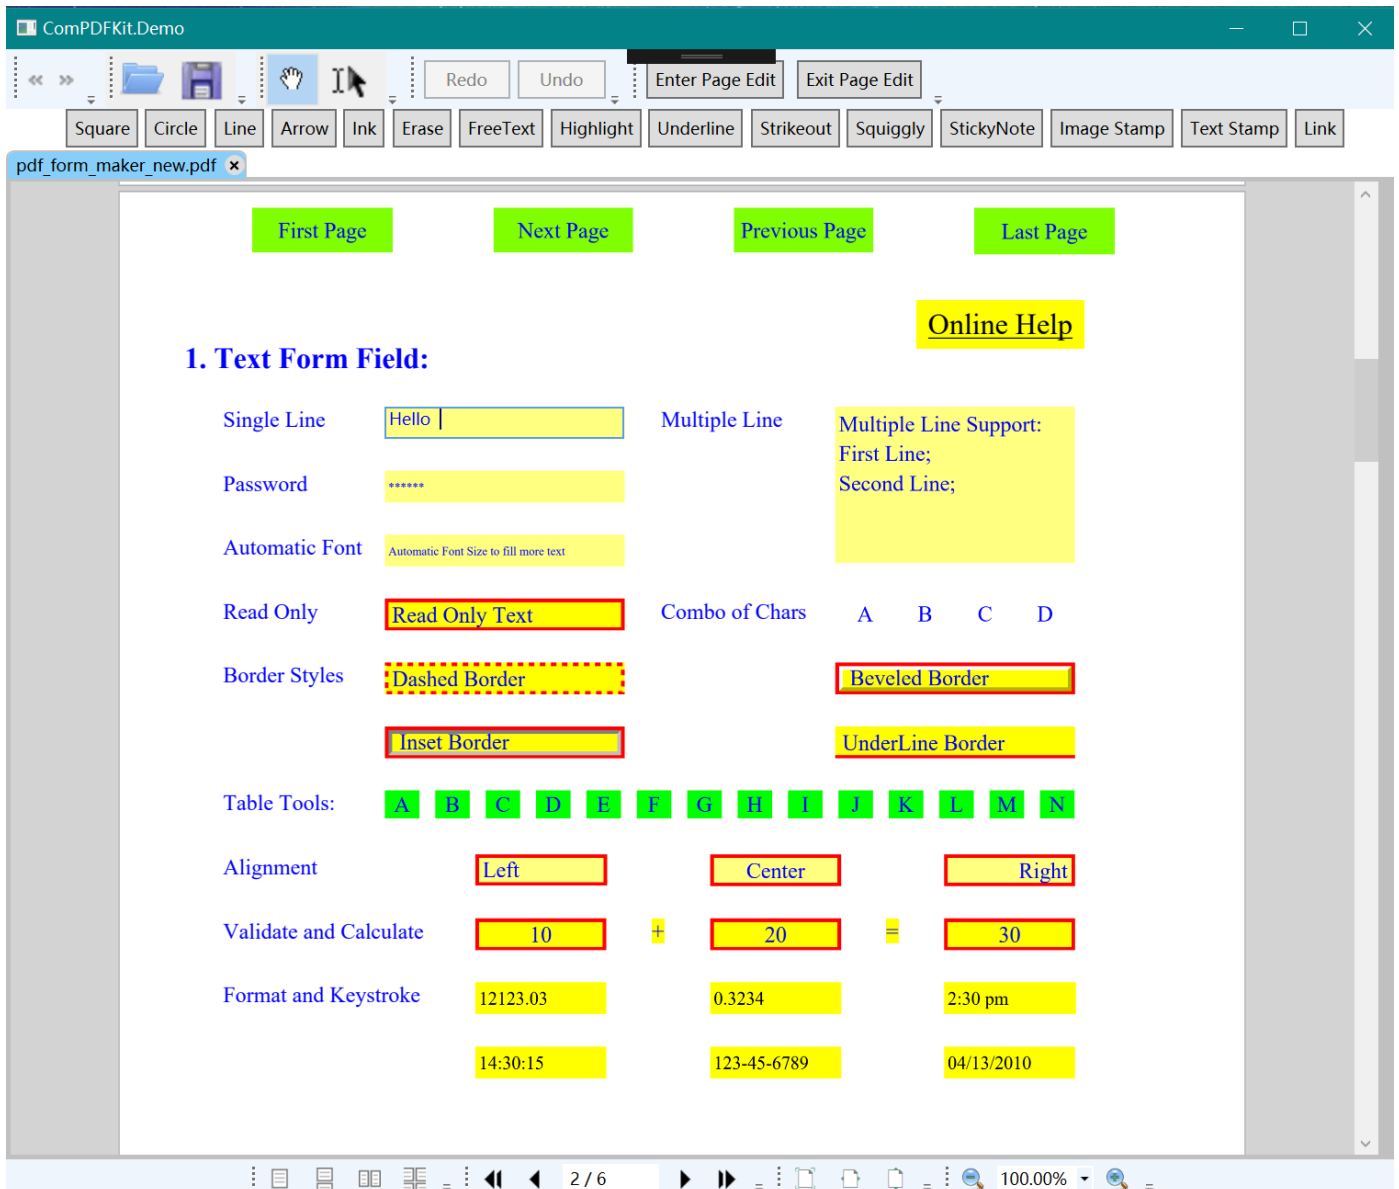 ComPDFKit.Demo
Redo Undo Enter Page Edit Exit Page Edit
Square Circle Line Arrow Ink Erase FreeText Highlight Underline Strikeout Squiggly StickyNote Image Stamp Text Stamp Link
pdf_form_maker_new.pdf
First Page Next Page Previous Page Last Page
Online Help
1. Text Form Field:
Single Line Hello Multiple Line Multiple Line Support:
First Line;
Password ****** Second Line;
Automatic Font Automatic Font Size to fill more text
Read Only Read Only Text Combo of Chars A B C D
Border Styles Dashed Border Beveled Border
Inset Border UnderLine Border
Table Tools: A B C D E F G H I J K L M N
Alignment Left Center Right
Validate and Calculate 10 + 20 = 30
Format and Keystroke 12123.03 0.3234 2:30 pm
14:30:15 123-45-6789 04/13/2010
2 / 6 100.00%